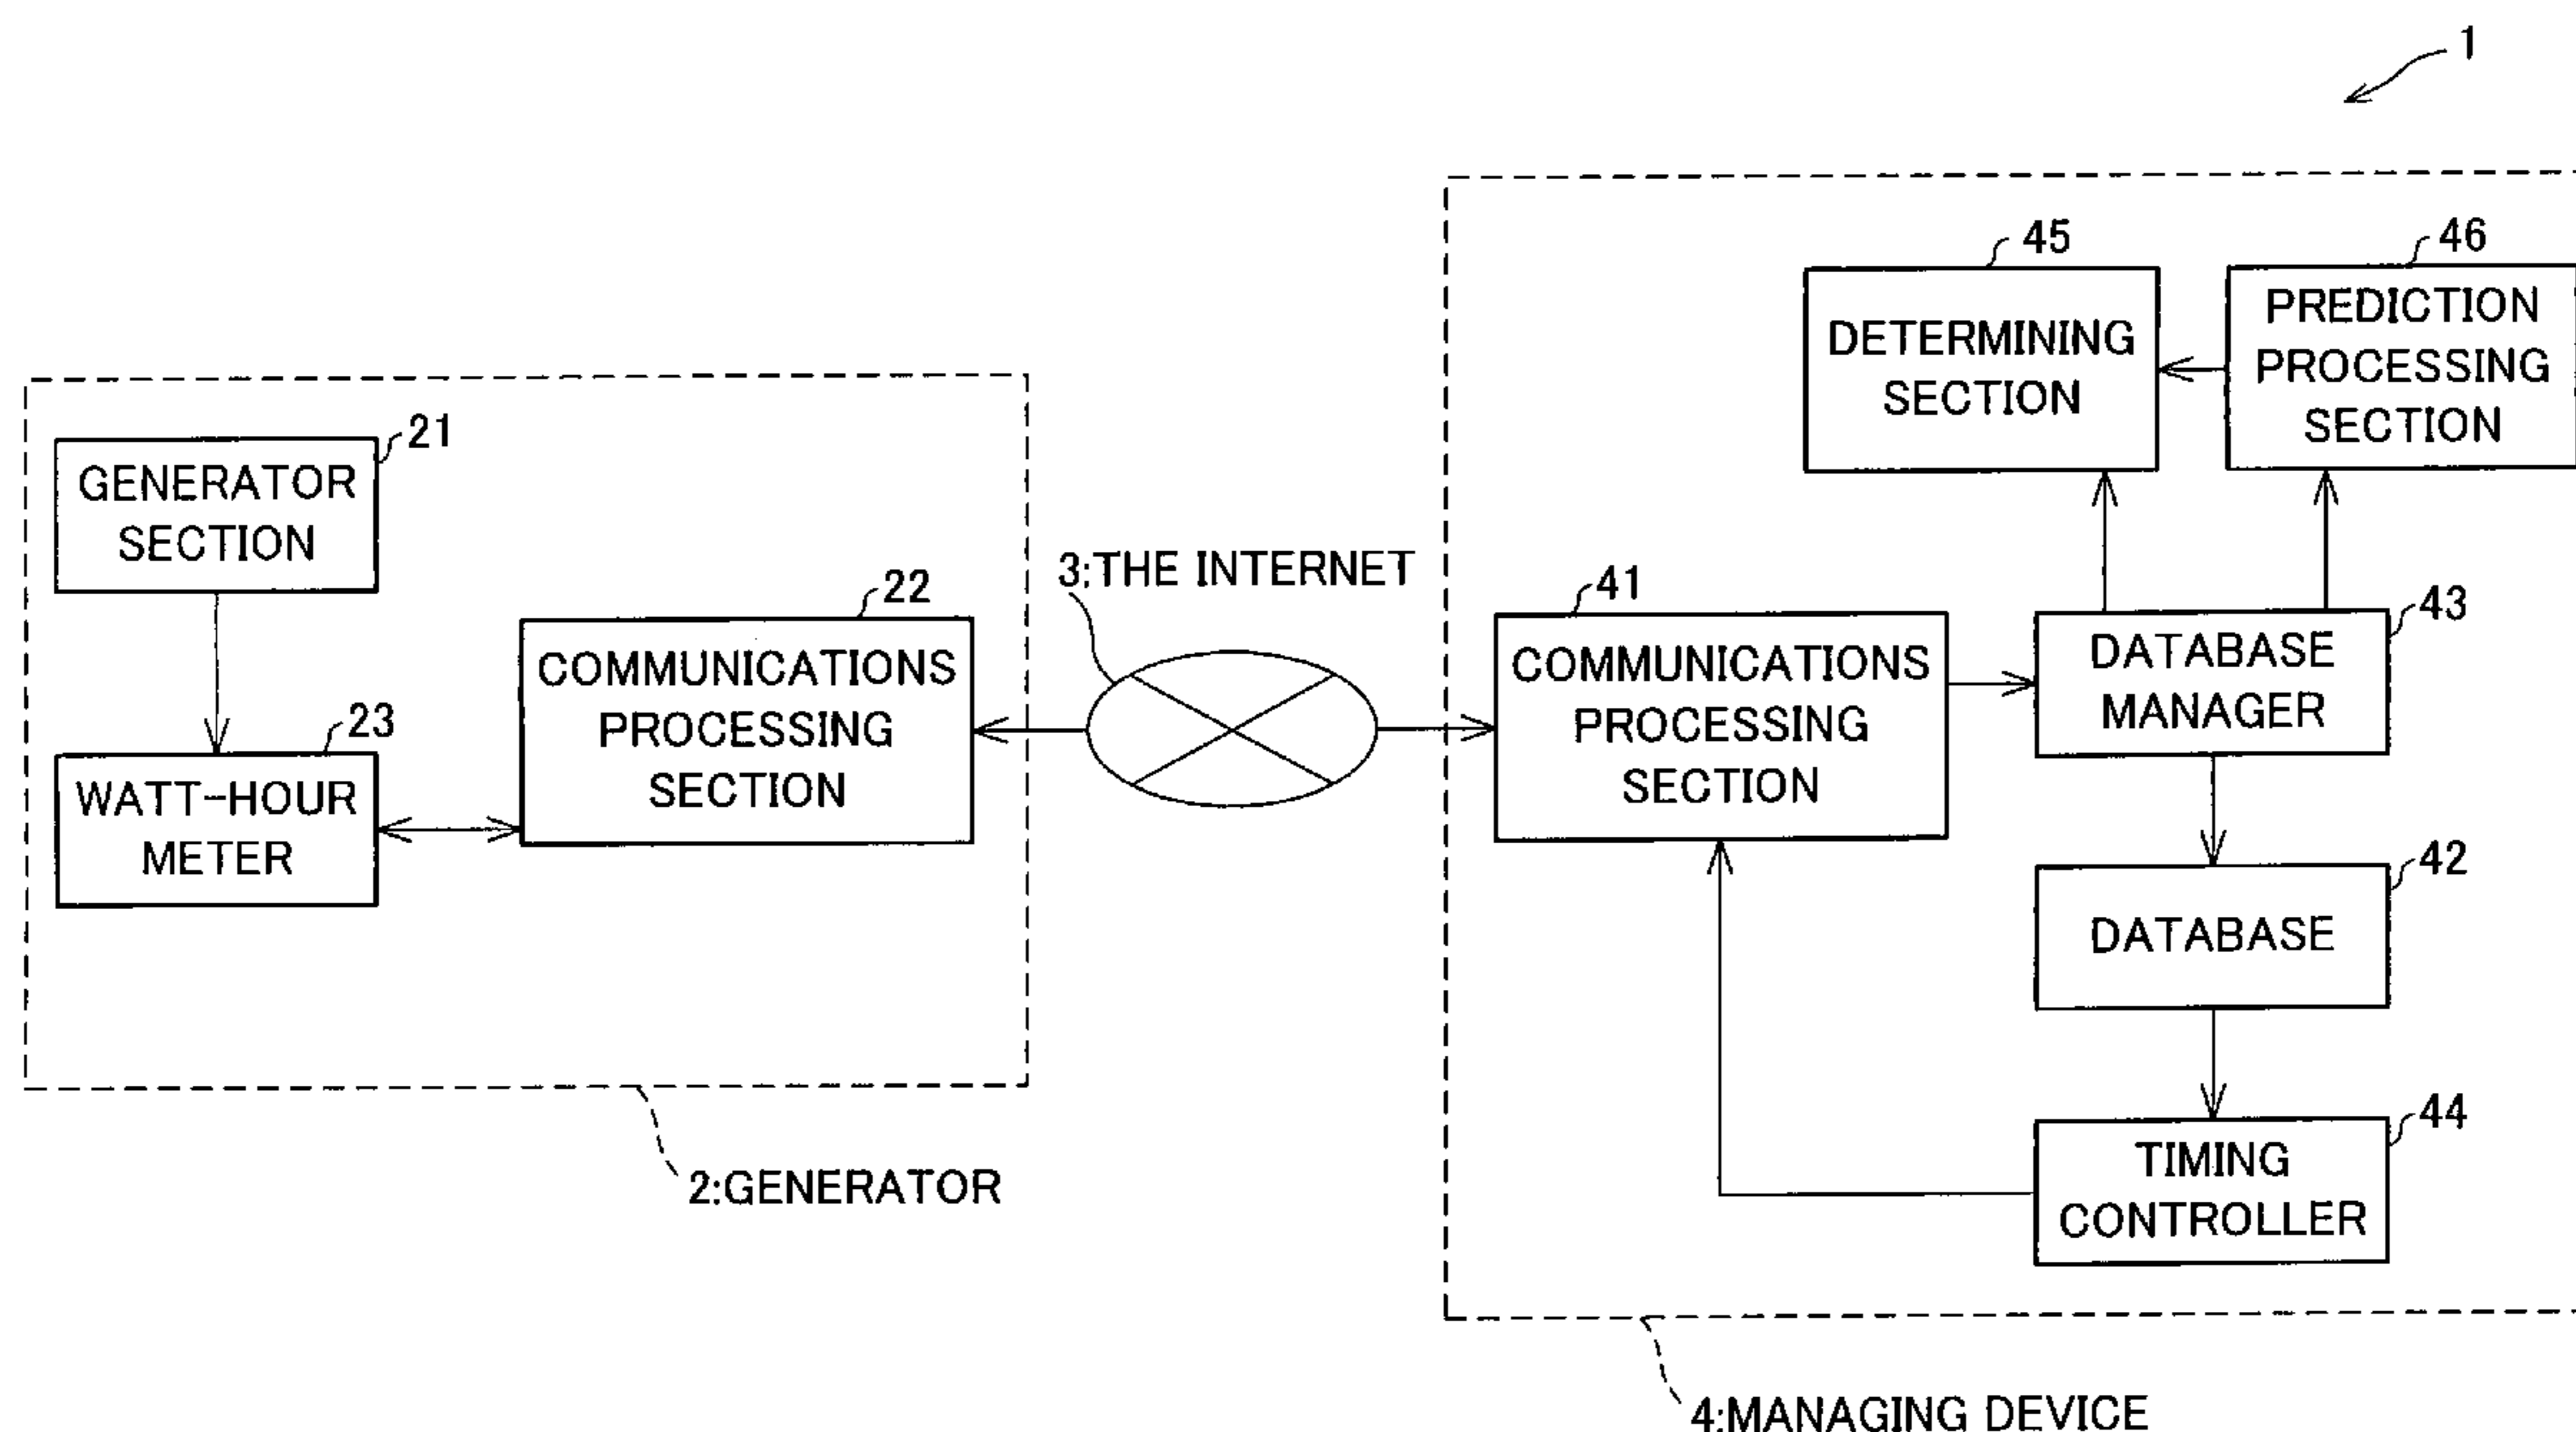 1
45
46
DETERMINING
SECTION
PREDICTION
PROCESSING
SECTION
21
GENERATOR
SECTION
22
COMMUNICATIONS
PROCESSING
SECTION
23
WATT-HOUR
METER
2:GENERATOR
3:THE INTERNET
41
COMMUNICATIONS
PROCESSING
SECTION
43
DATABASE
MANAGER
42
DATABASE
44
TIMING
CONTROLLER
4:MANAGING DEVICE